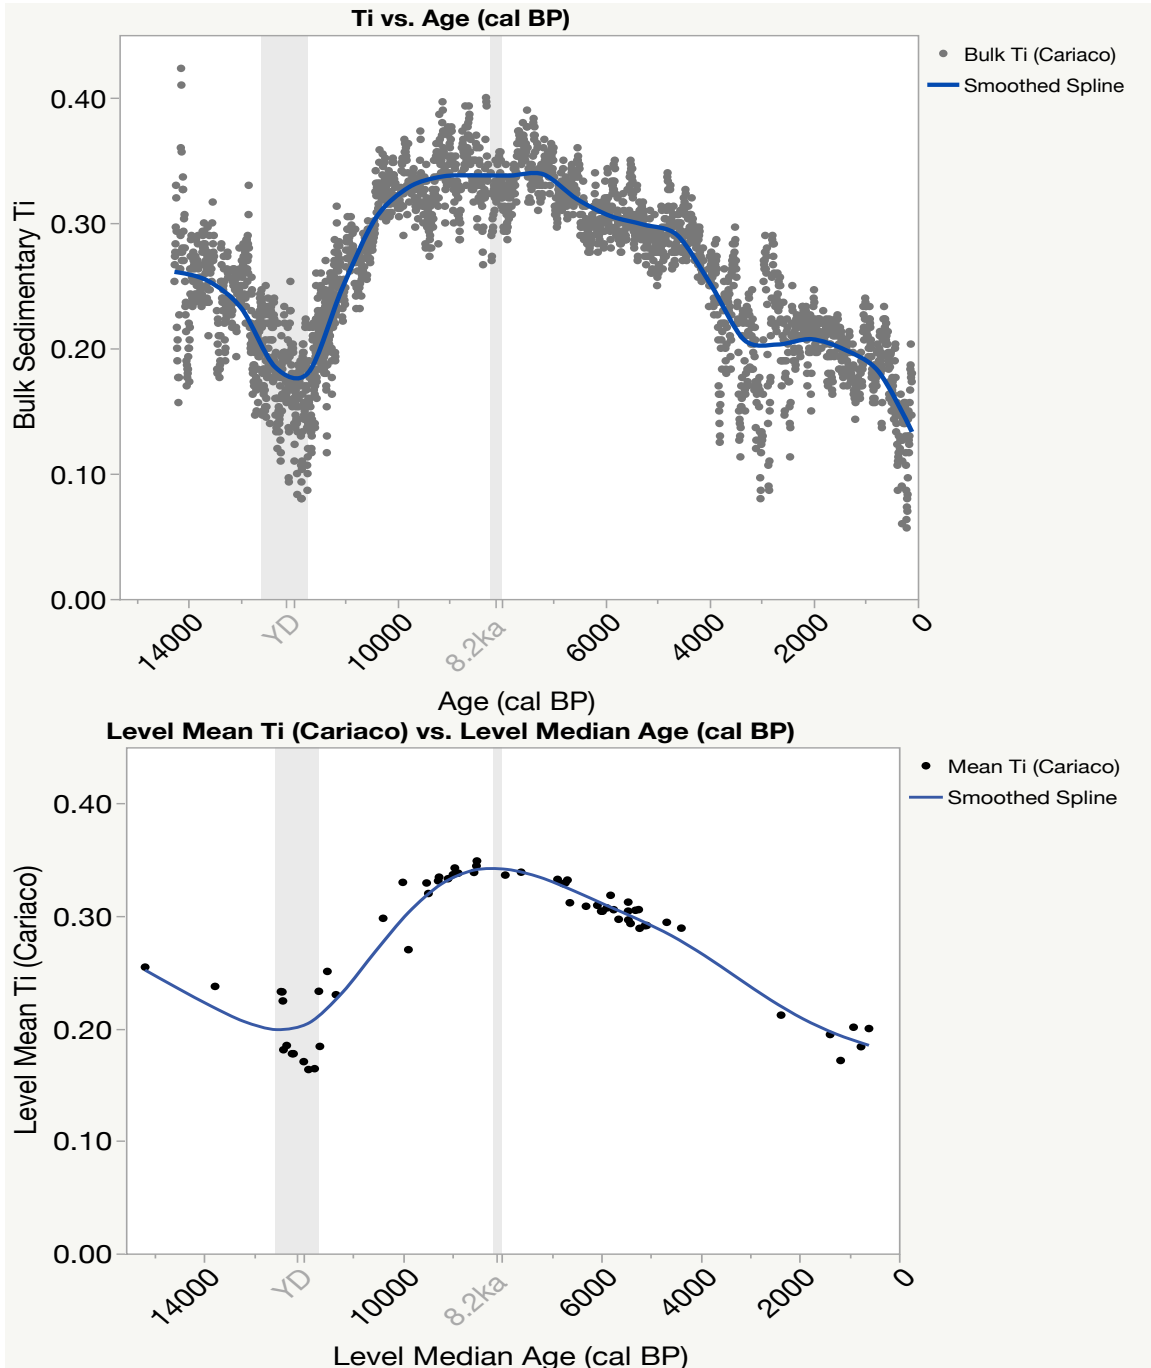 Ti vs. Age (cal BP)
Bulk Ti (Cariaco)
Smoothed Spline
Bulk Sedimentary Ti
0.40
0.30
0.20
0.10
0.00
14000
YD
10000
8.2ka
6000
4000
2000
0
Age (cal BP)
Level Mean Ti (Cariaco) vs. Level Median Age (cal BP)
Mean Ti (Cariaco)
Smoothed Spline
Level Mean Ti (Cariaco)
0.40
0.30
0.20
0.10
0.00
14000
YD
10000
8.2ka
6000
4000
2000
0
Level Median Age (cal BP)